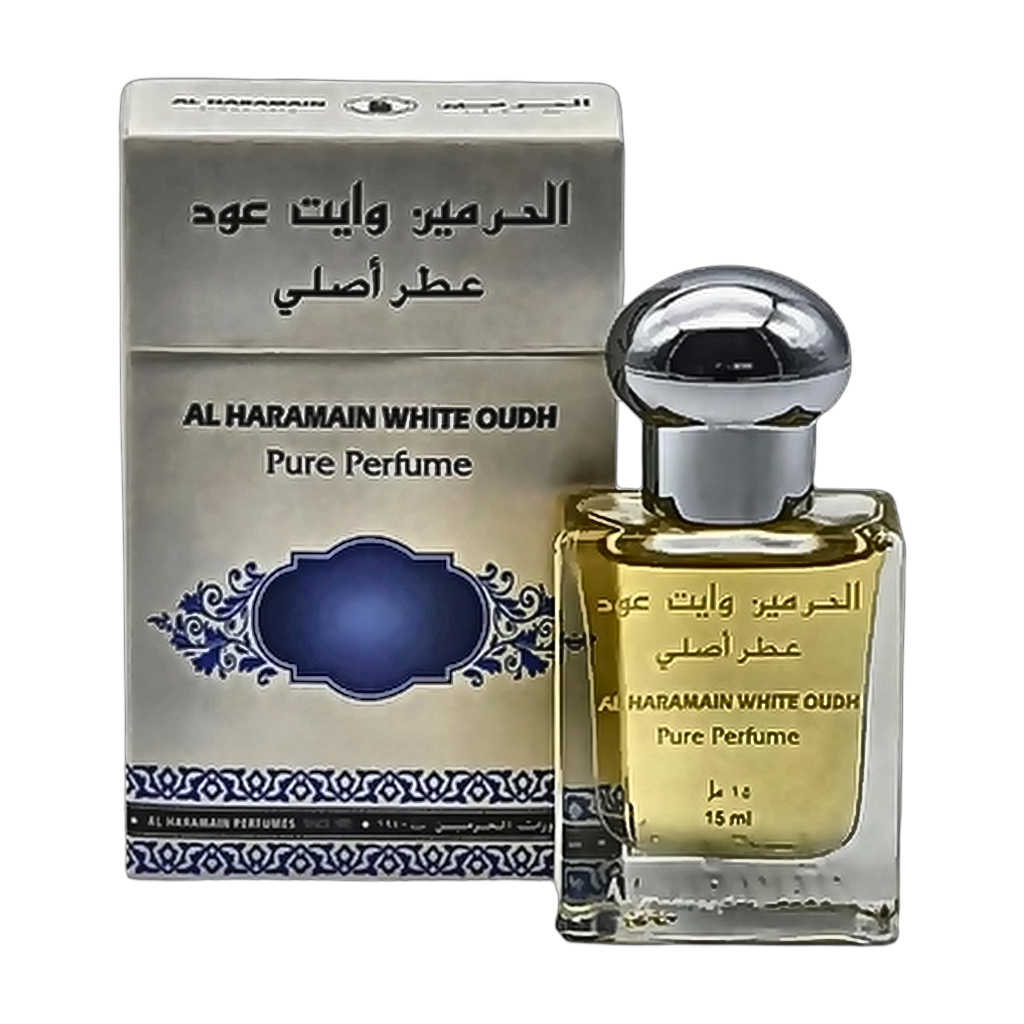 AL HARAMAIN
الحرمين
الحرمين وايت عود
عطر أصلي
AL HARAMAIN WHITE OUDH
Pure Perfume
AL HARAMAIN PERFUMES
الحرمين وايت عود
عطر أصلي
AL HARAMAIN WHITE OUDH
Pure Perfume
١٥ مل
15 ml